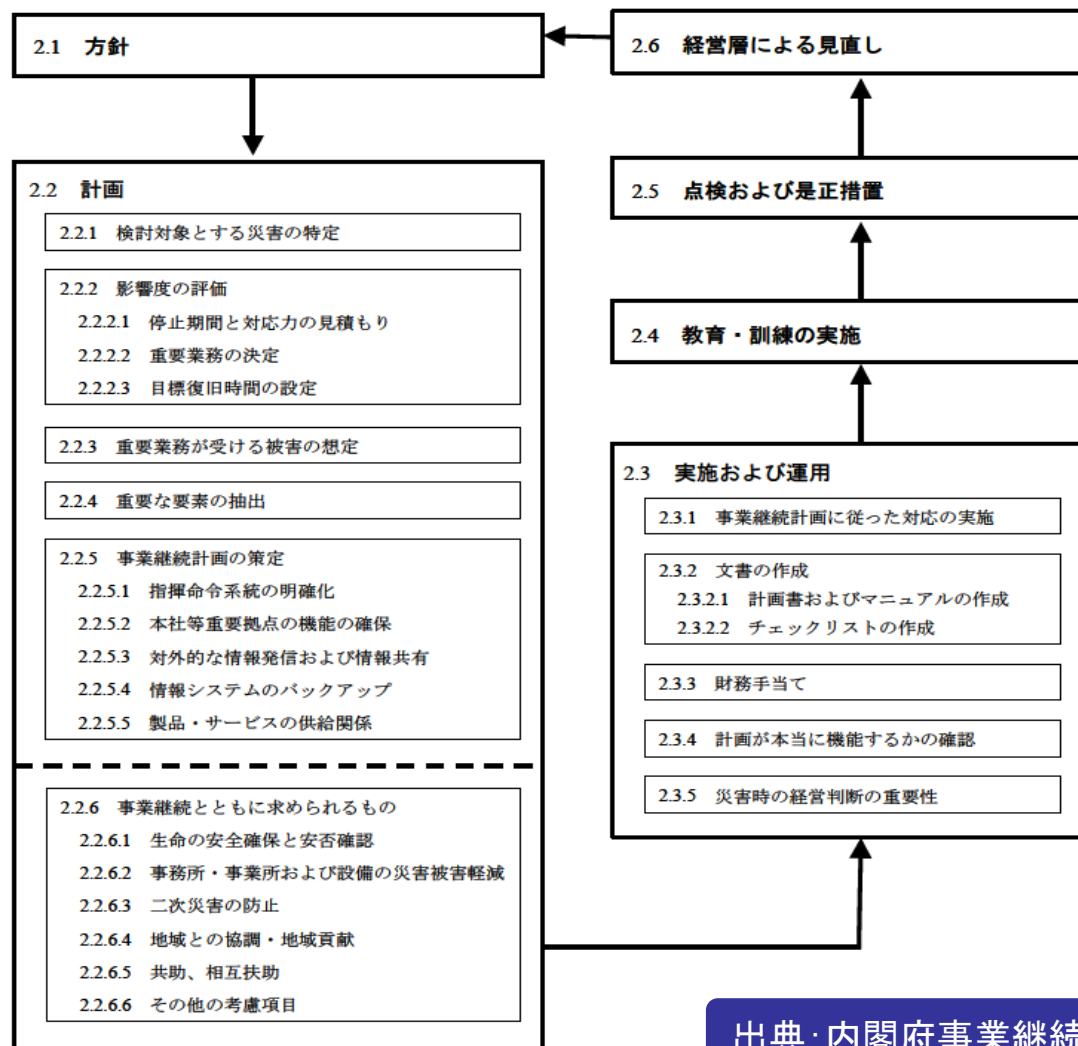 2.1 方針
2.2 計画
2.2.1 検討対象とする災害の特定
2.2.2 影響度の評価
2.2.2.1 停止期間と対応力の見積もり
2.2.2.2 重要業務の決定
2.2.2.3 目標復旧時間の設定
2.2.3 重要業務が受ける被害の想定
2.2.4 重要な要素の抽出
2.2.5 事業継続計画の策定
2.2.5.1 指揮命令系統の明確化
2.2.5.2 本社等重要拠点の機能の確保
2.2.5.3 対外的な情報発信および情報共有
2.2.5.4 情報システムのバックアップ
2.2.5.5 製品・サービスの供給関係
2.2.6 事業継続とともに求められるもの
2.2.6.1 生命の安全確保と安否確認
2.2.6.2 事務所・事業所および設備の災害被害軽減
2.2.6.3 二次災害の防止
2.2.6.4 地域との協調・地域貢献
2.2.6.5 共助、相互扶助
2.2.6.6 その他の考慮項目
2.6 経営層による見直し
2.5 点検および是正措置
2.4 教育・訓練の実施
2.3 実施および運用
2.3.1 事業継続計画に従った対応の実施
2.3.2 文書の作成
2.3.2.1 計画書およびマニュアルの作成
2.3.2.2 チェックリストの作成
2.3.3 財務手当て
2.3.4 計画が本当に機能するかの確認
2.3.5 災害時の経営判断の重要性
出典:内閣府事業継続